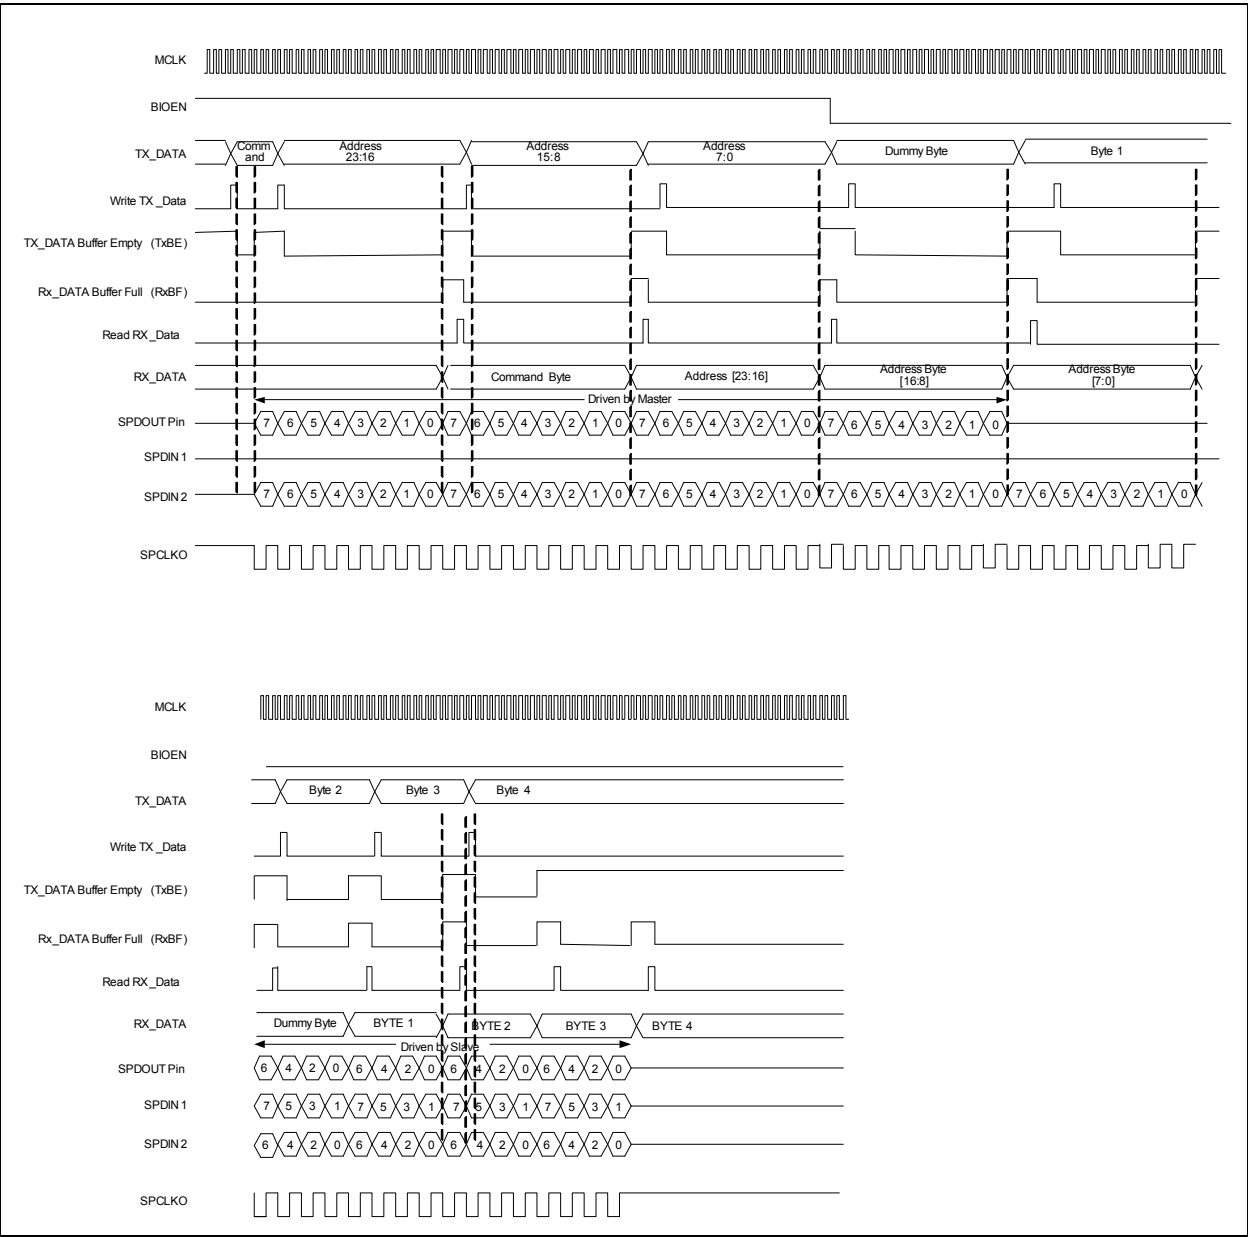 MCLK
BIOEN
TX_DATA
Comm
and
Address
23:16
Address
15:8
Address
7:0
Dummy Byte
Byte 1
Write TX _Data
TX_DATA Buffer Empty (TxBE)
Rx_DATA Buffer Full (RxBF)
Read RX_Data
RX_DATA
Command Byte
Address [23:16]
Address Byte
[16:8]
Address Byte
[7:0]
Driven by Master
SPDOUT Pin
7 6 5 4 3 2 1 0 7 6 5 4 3 2 1 0 7 6 5 4 3 2 1 0 7 6 5 4 3 2 1 0
SPDIN 1
SPDIN 2
7 6 5 4 3 2 1 0 7 6 5 4 3 2 1 0 7 6 5 4 3 2 1 0 7 6 5 4 3 2 1 0 7 6 5 4 3 2 1 0
SPCLKO
MCLK
BIOEN
TX_DATA
Byte 2
Byte 3
Byte 4
Write TX _Data
TX_DATA Buffer Empty (TxBE)
Rx_DATA Buffer Full (RxBF)
Read RX_Data
RX_DATA
Dummy Byte
BYTE 1
BYTE 2
BYTE 3
BYTE 4
Driven by Slave
SPDOUT Pin
6 4 2 0 6 4 2 0 6 4 2 0 6 4 2 0
SPDIN 1
7 5 3 1 7 5 3 1 7 5 3 1 7 5 3 1
SPDIN 2
6 4 2 0 6 4 2 0 6 4 2 0 6 4 2 0
SPCLKO